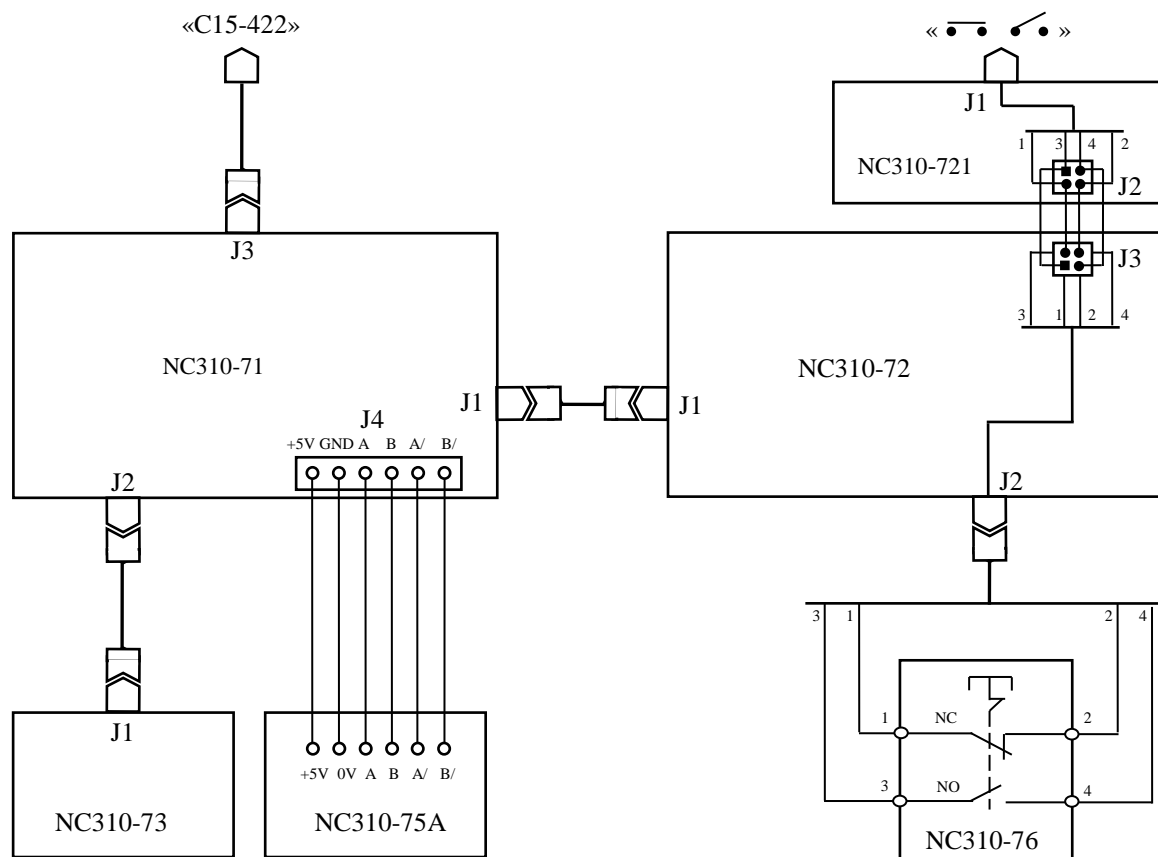 «C15-422»
« »
J1
1 3 4 2
NC310-721
J2
J3
J3
3 1 2 4
NC310-71
NC310-72
J1
J1
J4
+5V GND A B A/ B/
J2
J2
3 1 2 4
J1
1 NC 2
+5V 0V A B A/ B/
3 NO 4
NC310-73
NC310-75A
NC310-76